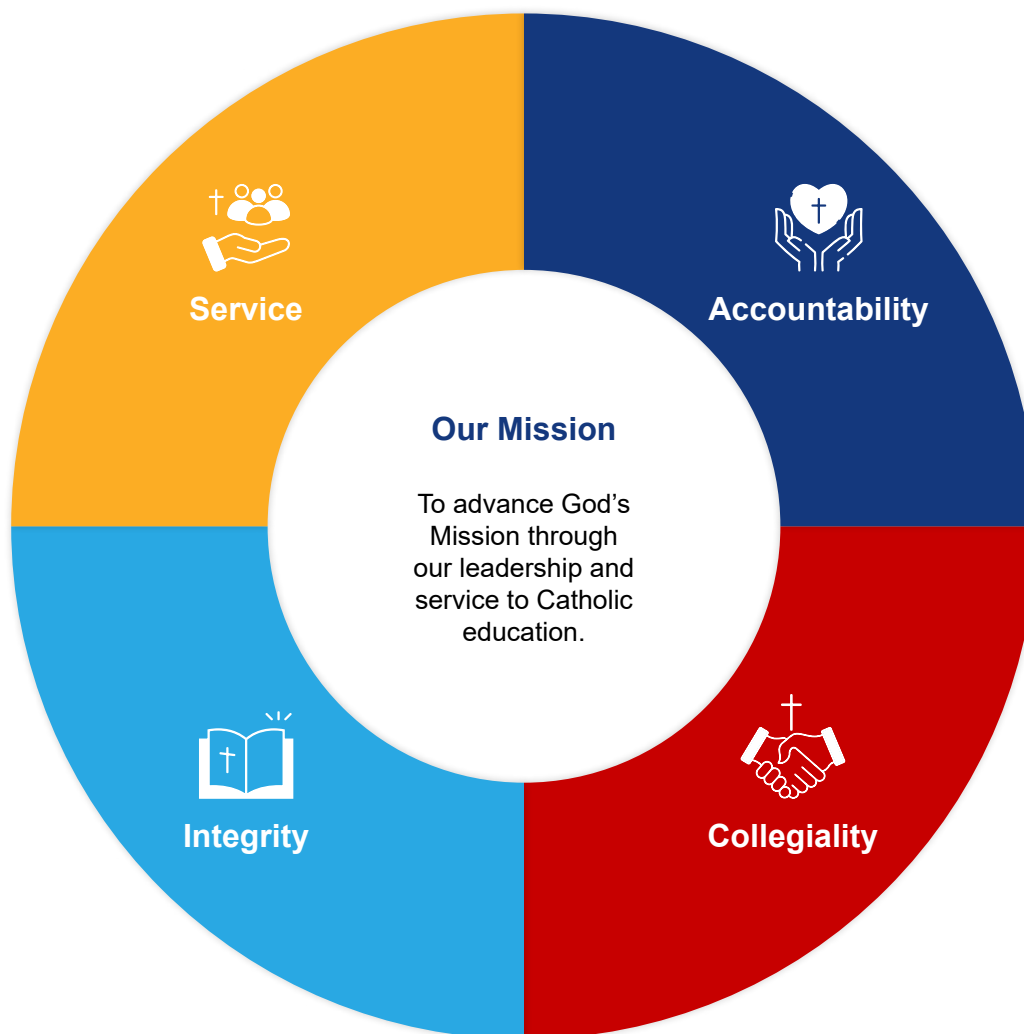 Service
Accountability
Our Mission
To advance God’s
Mission through
our leadership and
service to Catholic
education.
Integrity
Collegiality